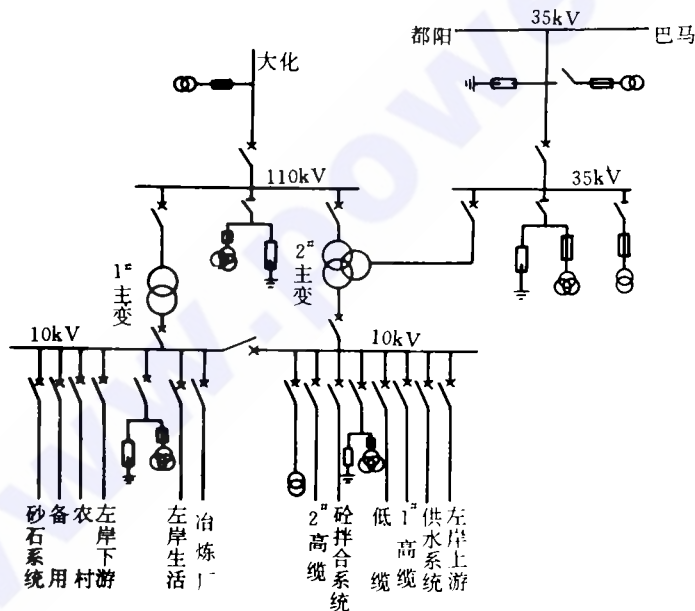 35kV
都阳
巴马
大化
110kV
35kV
1#主变
2#主变
10kV
10kV
砂石系统
备用
农村
左岸下游
左岸生活
冶炼厂
2#高缆
砼拌合系统
低缆
1#高缆
供水系统
左岸上游